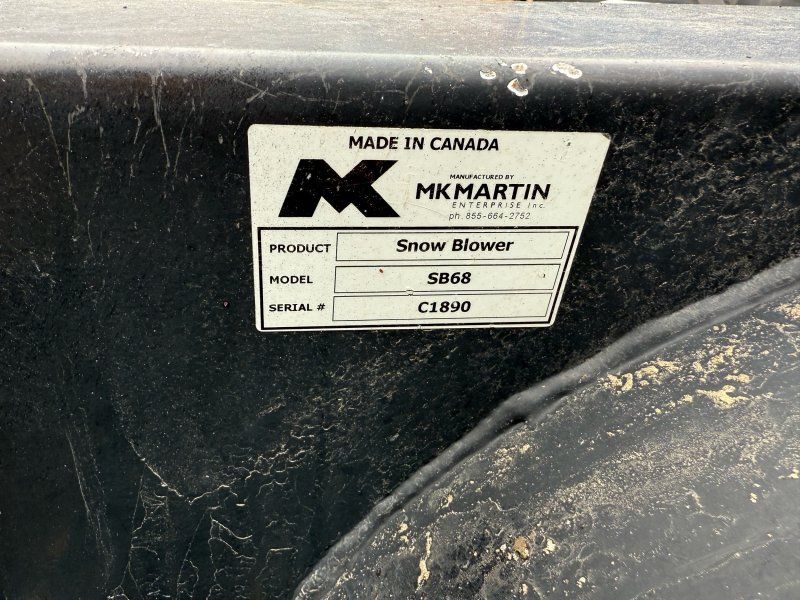 MADE IN CANADA
MK
MANUFACTURED BY
MKMARTIN
ENTERPRISE Inc.
ph. 855-664-2752
PRODUCT Snow Blower
MODEL SB68
SERIAL # C1890